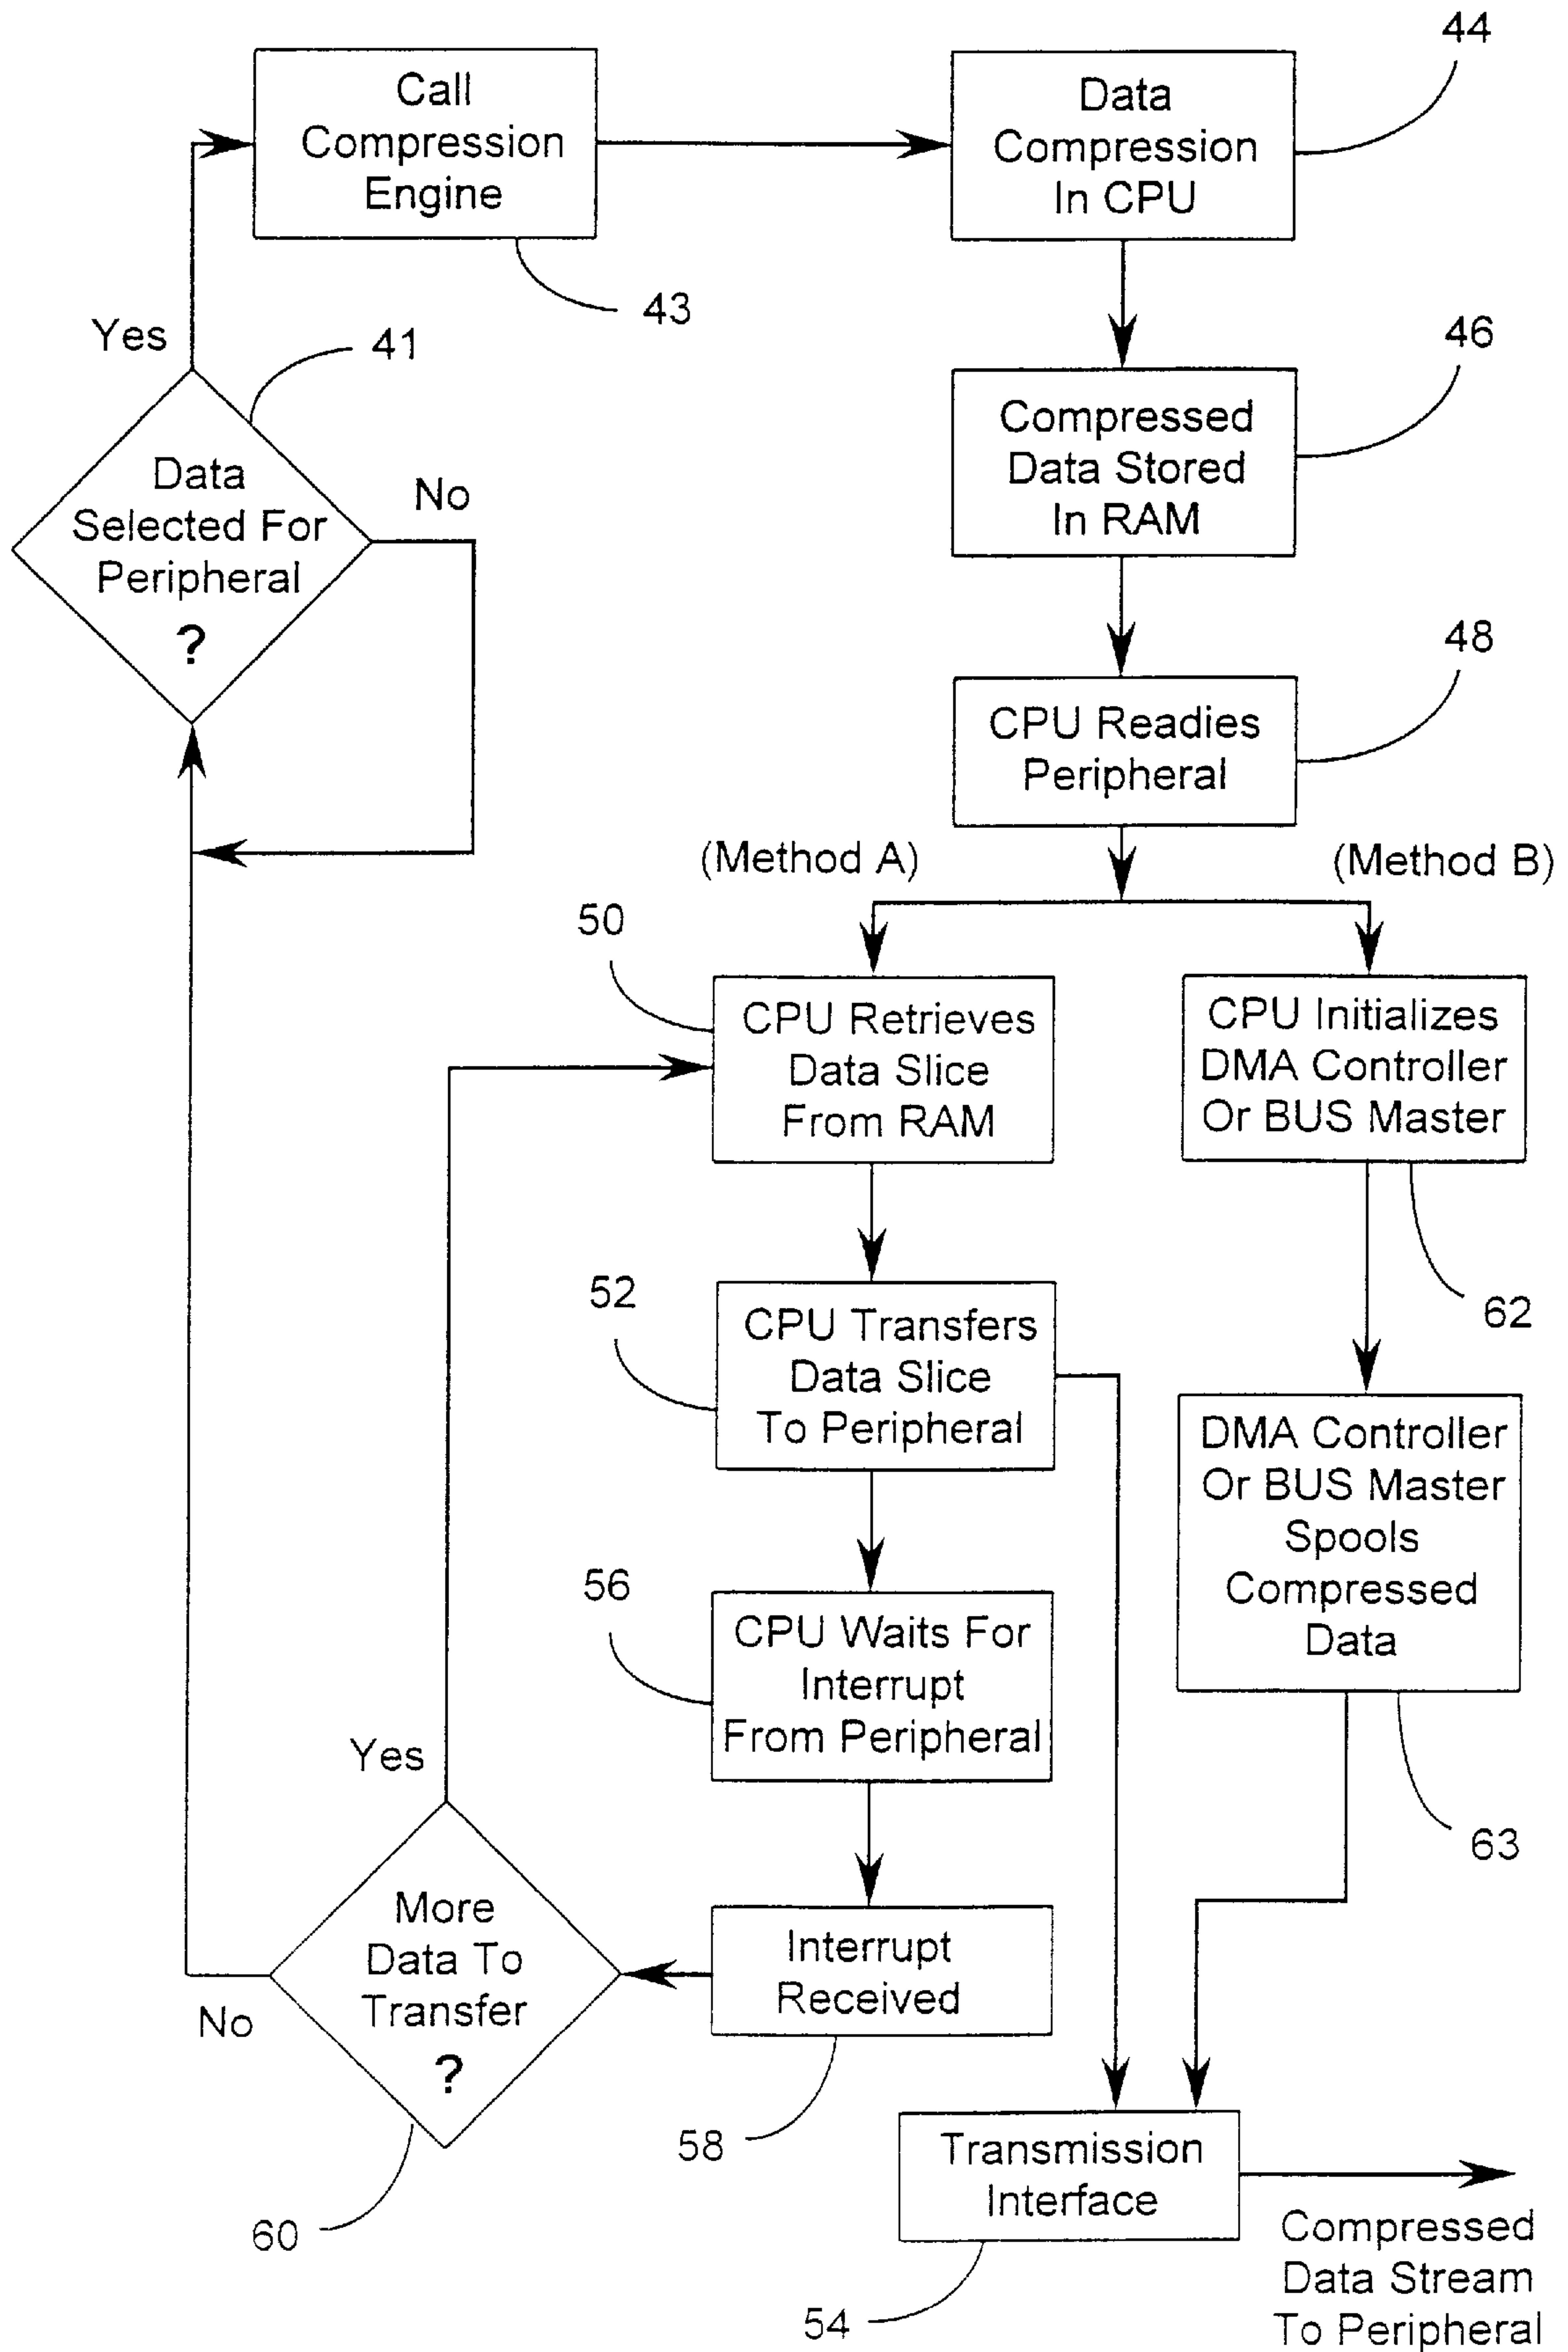 44
Call
Compression
Engine
Data
Compression
In CPU
43
Yes
41
46
Data
Selected For
Peripheral
?
No
Compressed
Data Stored
In RAM
48
CPU Readies
Peripheral
(Method A)
(Method B)
50
CPU Retrieves
Data Slice
From RAM
CPU Initializes
DMA Controller
Or BUS Master
52
CPU Transfers
Data Slice
To Peripheral
62
DMA Controller
Or BUS Master
Spools
Compressed
Data
56
CPU Waits For
Interrupt
From Peripheral
Yes
63
More
Data To
Transfer
?
No
Interrupt
Received
58
60
Transmission
Interface
54
Compressed
Data Stream
To Peripheral